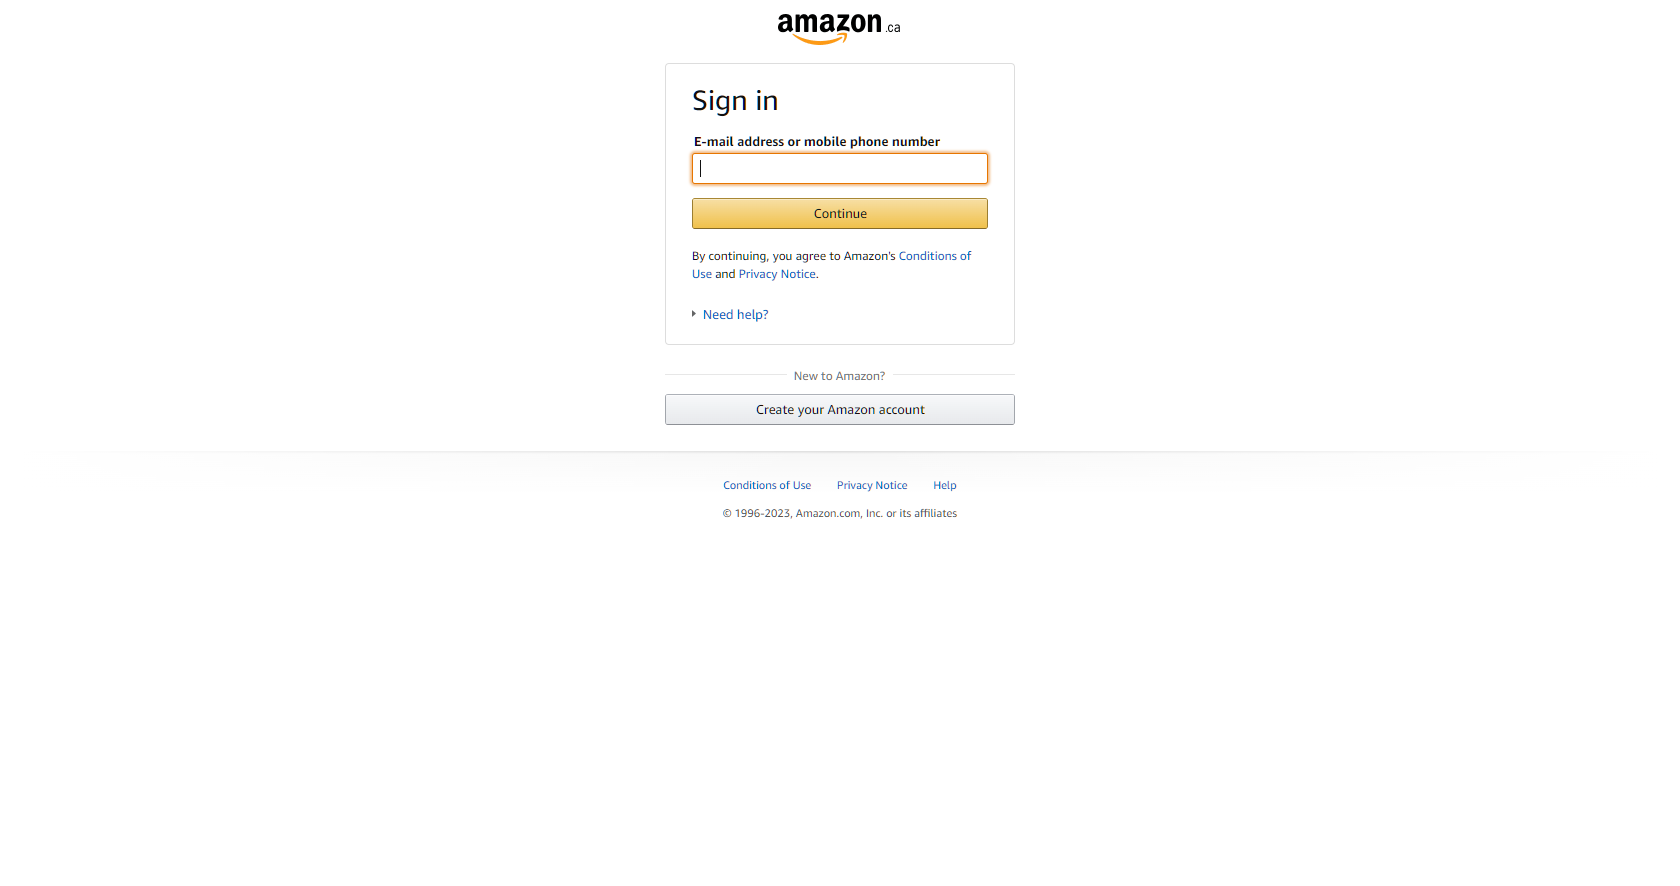 amazon.ca
Sign in
E-mail address or mobile phone number
Continue
By continuing, you agree to Amazon's Conditions of
Use and Privacy Notice.
Need help?
New to Amazon?
Create your Amazon account
Conditions of Use Privacy Notice Help
© 1996-2023, Amazon.com, Inc. or its affiliates